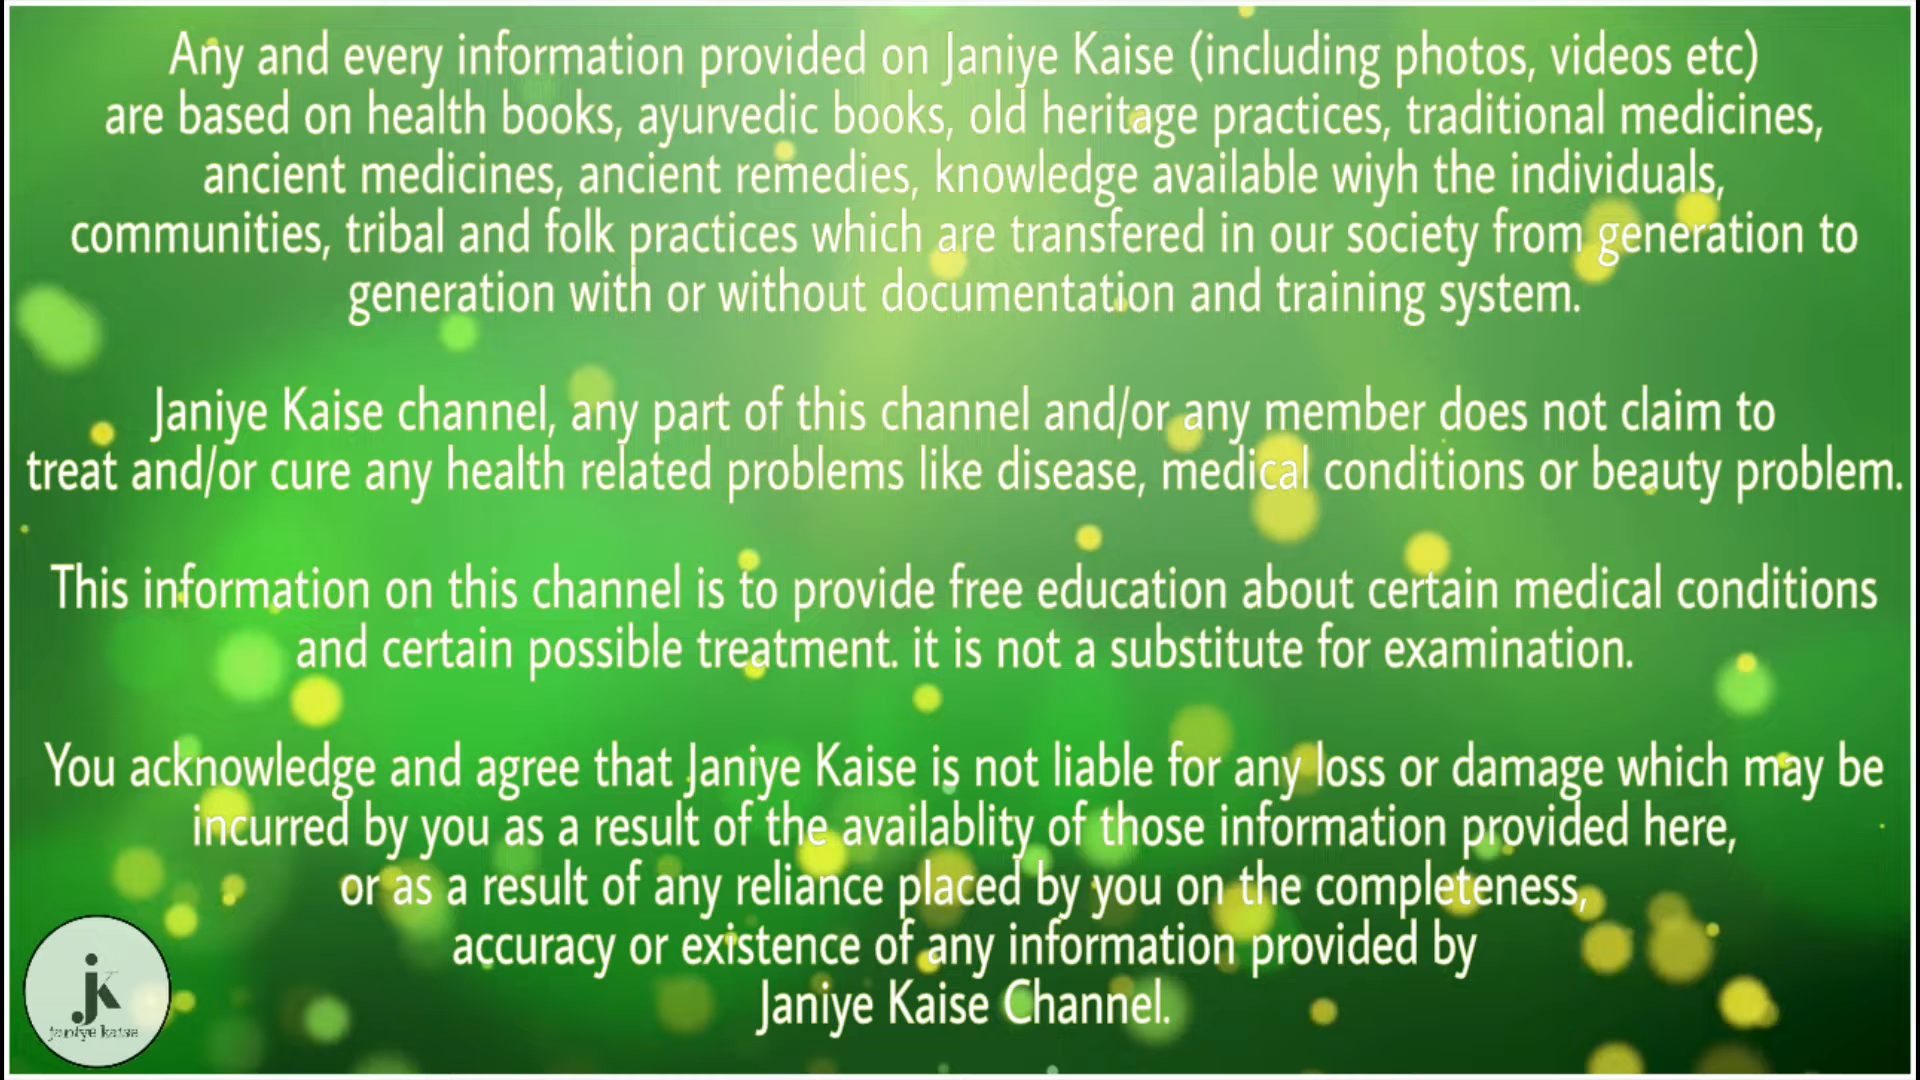 Any and every information provided on Janiye Kaise (including photos, videos etc)
are based on health books, ayurvedic books, old heritage practices, traditional medicines,
ancient medicines, ancient remedies, knowledge available wiyh the individuals,
communities, tribal and folk practices which are transfered in our society from generation to
generation with or without documentation and training system.
Janiye Kaise channel, any part of this channel and/or any member does not claim to
treat and/or cure any health related problems like disease, medical conditions or beauty problem.
This information on this channel is to provide free education about certain medical conditions
and certain possible treatment. it is not a substitute for examination.
You acknowledge and agree that Janiye Kaise is not liable for any loss or damage which may be
incurred by you as a result of the availablity of those information provided here,
or as a result of any reliance placed by you on the completeness,
accuracy or existence of any information provided by
Janiye Kaise Channel.
jk
janiye kaise